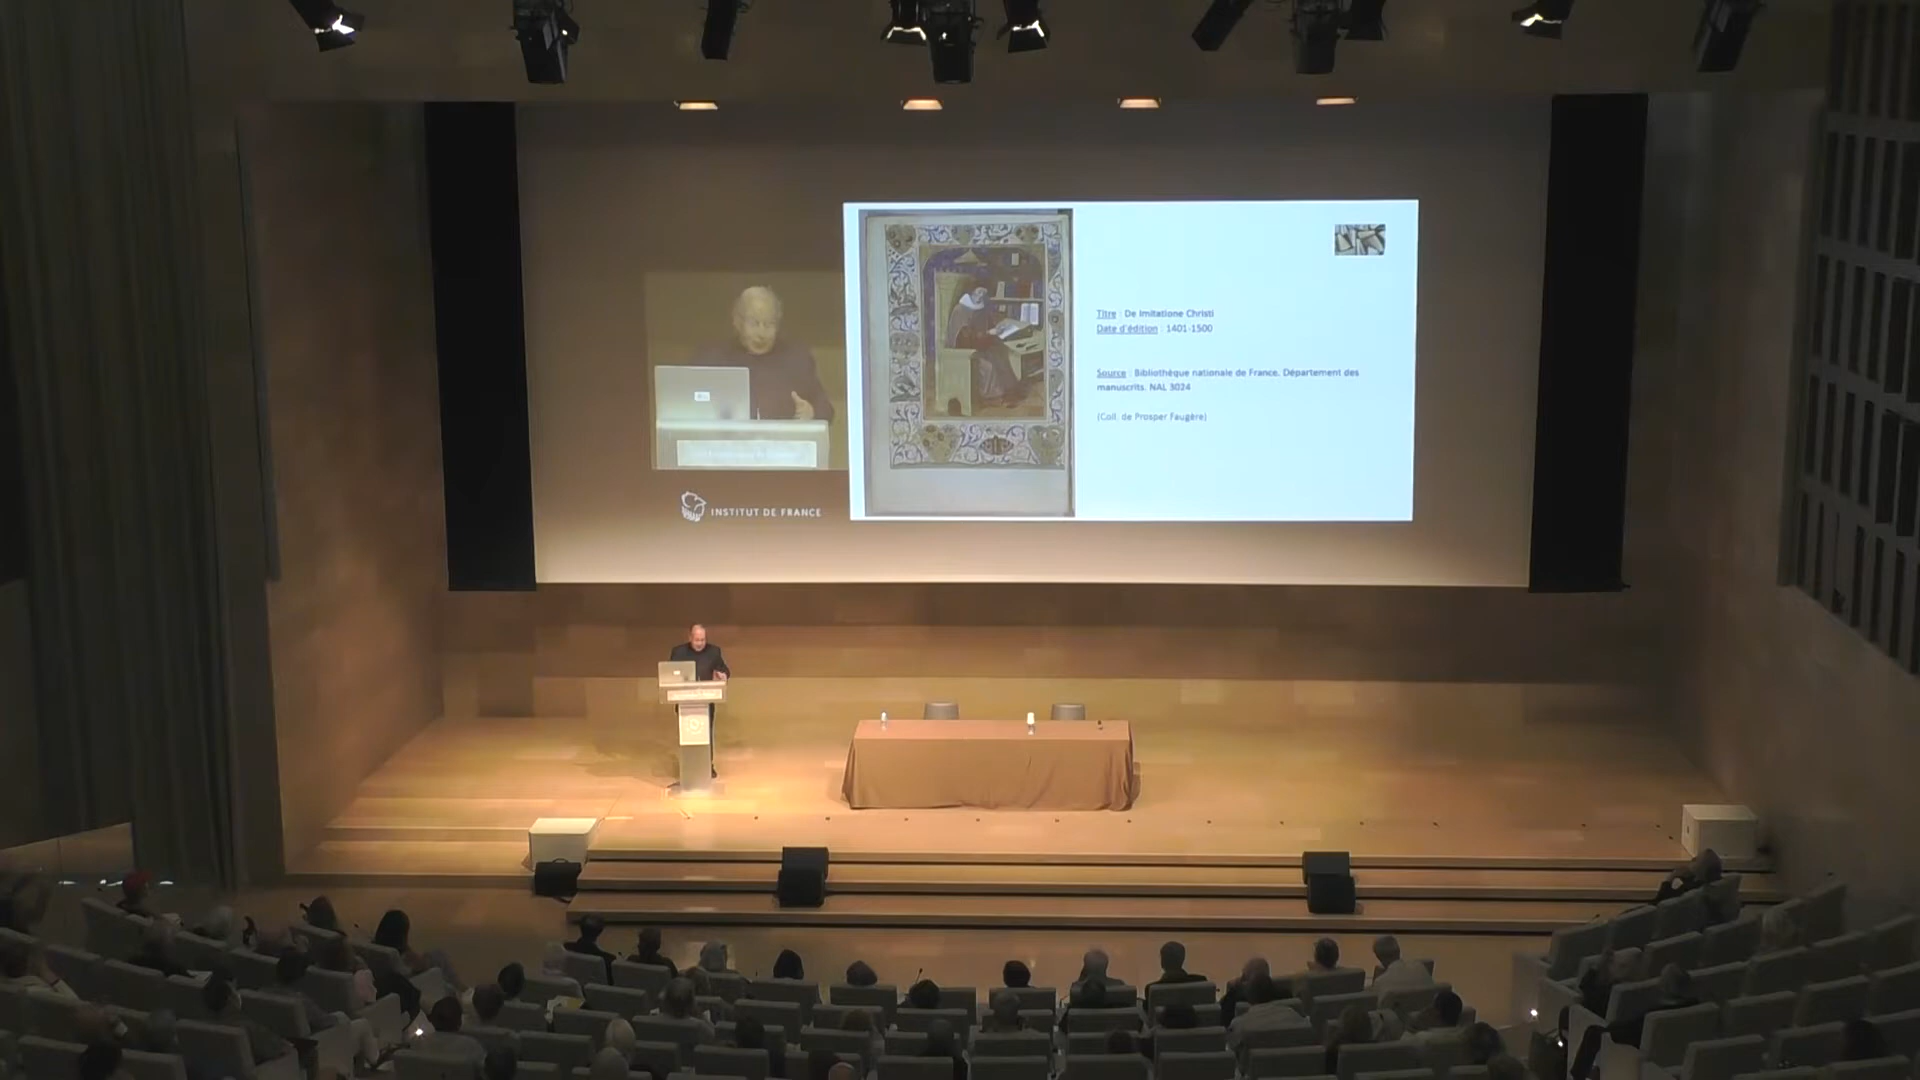 Titre : De Imitatione Christi
Date d'édition : 1401-1500
Source : Bibliothèque nationale de France. Département des
manuscrits. NAL 3024
(Coll. de Prosper Faugère)
INSTITUT DE FRANCE